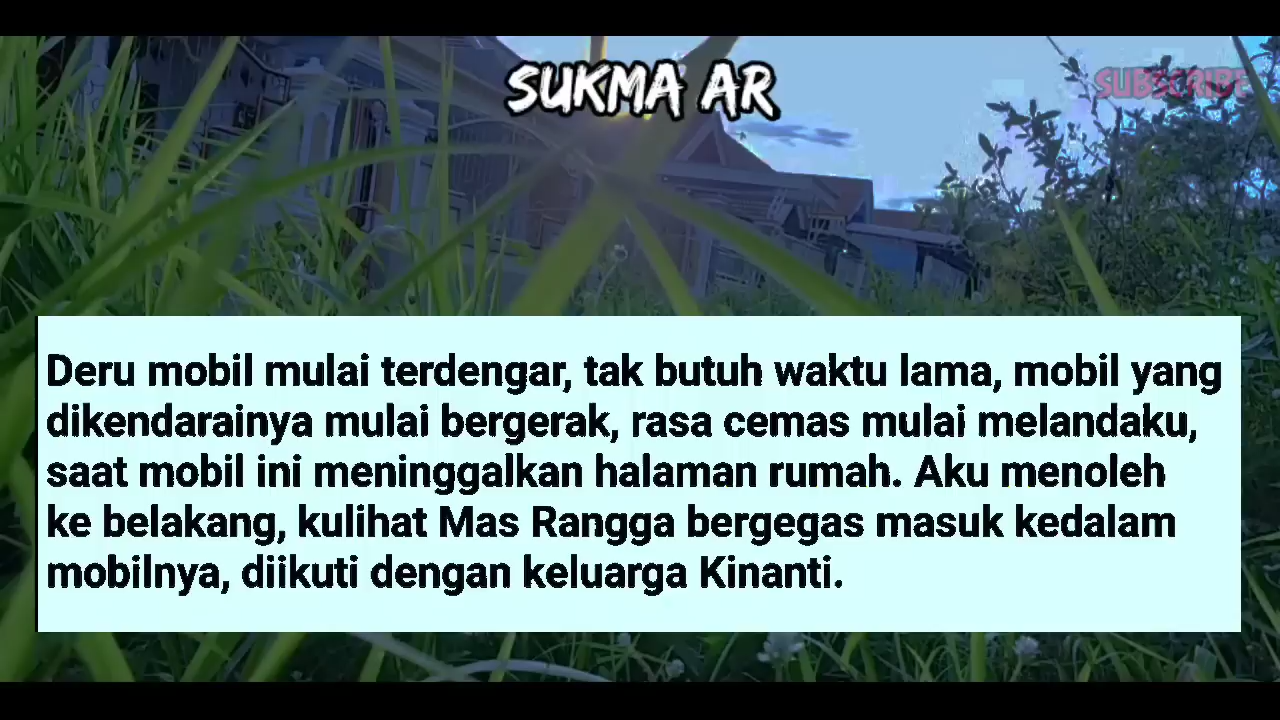 SUKMA AR
SUBSCRIBE
Deru mobil mulai terdengar, tak butuh waktu lama, mobil yang
dikendarainya mulai bergerak, rasa cemas mulai melandaku,
saat mobil ini meninggalkan halaman rumah. Aku menoleh
ke belakang, kulihat Mas Rangga bergegas masuk kedalam
mobilnya, diikuti dengan keluarga Kinanti.